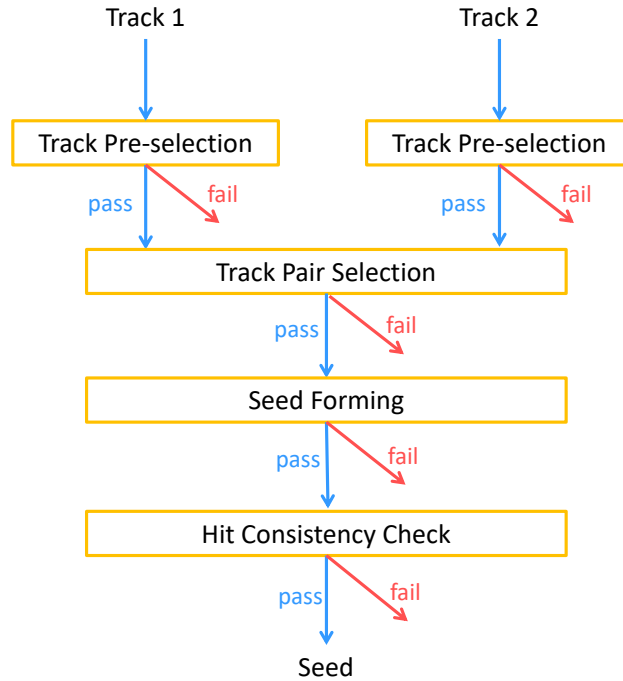 Track 1
Track 2
Track Pre-selection
Track Pre-selection
pass
fail
pass
fail
Track Pair Selection
pass
fail
Seed Forming
pass
fail
Hit Consistency Check
pass
fail
Seed